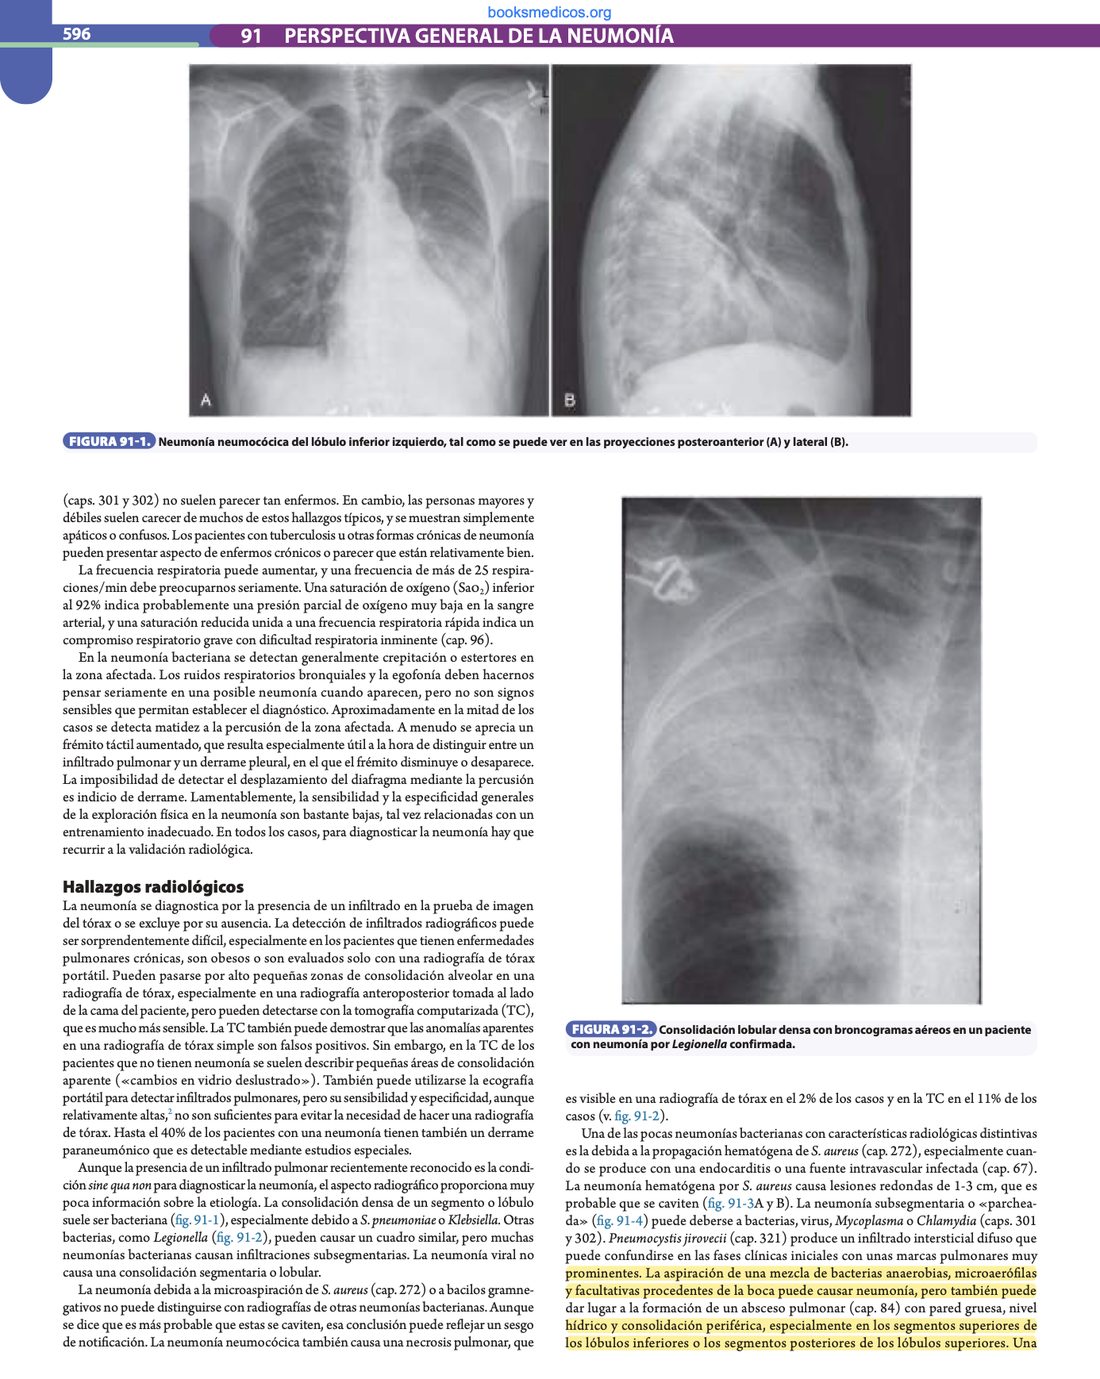 booksmedicos.org
596
91 PERSPECTIVA GENERAL DE LA NEUMONÍA
A
B
FIGURA 91-1. Neumonía neumocócica del lóbulo inferior izquierdo, tal como se puede ver en las proyecciones posteroanterior (A) y lateral (B).
(caps. 301 y 302) no suelen parecer tan enfermos. En cambio, las personas mayores y
débiles suelen carecer de muchos de estos hallazgos típicos, y se muestran simplemente
apáticos o confusos. Los pacientes con tuberculosis u otras formas crónicas de neumonía
pueden presentar aspecto de enfermos crónicos o parecer que están relativamente bien.
La frecuencia respiratoria puede aumentar, y una frecuencia de más de 25 respira-
ciones/min debe preocuparnos seriamente. Una saturación de oxígeno (SaO₂) inferior
al 92% indica probablemente una presión parcial de oxígeno muy baja en la sangre
arterial, y una saturación reducida unida a una frecuencia respiratoria rápida indica un
compromiso respiratorio grave con dificultad respiratoria inminente (cap. 96).
En la neumonía bacteriana se detectan generalmente crepitación o estertores en
la zona afectada. Los ruidos respiratorios bronquiales y la egofonía deben hacernos
pensar seriamente en una posible neumonía cuando aparecen, pero no son signos
sensibles que permitan establecer el diagnóstico. Aproximadamente en la mitad de los
casos se detecta matidez a la percusión de la zona afectada. A menudo se aprecia un
frémito táctil aumentado, que resulta especialmente útil a la hora de distinguir entre un
infiltrado pulmonar y un derrame pleural, en el que el frémito disminuye o desaparece.
La imposibilidad de detectar el desplazamiento del diafragma mediante la percusión
es indicio de derrame. Lamentablemente, la sensibilidad y la especificidad generales
de la exploración física en la neumonía son bastante bajas, tal vez relacionadas con un
entrenamiento inadecuado. En todos los casos, para diagnosticar la neumonía hay que
recurrir a la validación radiológica.
Hallazgos radiológicos
La neumonía se diagnostica por la presencia de un infiltrado en la prueba de imagen
del tórax o se excluye por su ausencia. La detección de infiltrados radiográficos puede
ser sorprendentemente difícil, especialmente en los pacientes que tienen enfermedades
pulmonares crónicas, son obesos o son evaluados solo con una radiografía de tórax
portátil. Pueden pasarse por alto pequeñas zonas de consolidación alveolar en una
radiografía de tórax, especialmente en una radiografía anteroposterior tomada al lado
de la cama del paciente, pero pueden detectarse con la tomografía computarizada (TC),
que es mucho más sensible. La TC también puede demostrar que las anomalías aparentes
en una radiografía de tórax simple son falsos positivos. Sin embargo, en la TC de los
pacientes que no tienen neumonía se suelen describir pequeñas áreas de consolidación
aparente («cambios en vidrio deslustrado»). También puede utilizarse la ecografía
portátil para detectar infiltrados pulmonares, pero su sensibilidad y especificidad, aunque
relativamente altas,² no son suficientes para evitar la necesidad de hacer una radiografía
de tórax. Hasta el 40% de los pacientes con una neumonía tienen también un derrame
paraneumónico que es detectable mediante estudios especiales.
Aunque la presencia de un infiltrado pulmonar recientemente reconocido es la condi-
ción sine qua non para diagnosticar la neumonía, el aspecto radiográfico proporciona muy
poca información sobre la etiología. La consolidación densa de un segmento o lóbulo
suele ser bacteriana (fig. 91-1), especialmente debido a S. pneumoniae o Klebsiella. Otras
bacterias, como Legionella (fig. 91-2), pueden causar un cuadro similar, pero muchas
neumonías bacterianas causan infiltraciones subsegmentarias. La neumonía viral no
causa una consolidación segmentaria o lobular.
La neumonía debida a la microaspiración de S. aureus (cap. 272) o a bacilos gramne-
gativos no puede distinguirse con radiografías de otras neumonías bacterianas. Aunque
se dice que es más probable que estas se caviten, esa conclusión puede reflejar un sesgo
de notificación. La neumonía neumocócica también causa una necrosis pulmonar, que
FIGURA 91-2. Consolidación lobular densa con broncogramas aéreos en un paciente
con neumonía por Legionella confirmada.
es visible en una radiografía de tórax en el 2% de los casos y en la TC en el 11% de los
casos (v. fig. 91-2).
Una de las pocas neumonías bacterianas con características radiológicas distintivas
es la debida a la propagación hematógena de S. aureus (cap. 272), especialmente cuan-
do se produce con una endocarditis o una fuente intravascular infectada (cap. 67).
La neumonía hematógena por S. aureus causa lesiones redondas de 1-3 cm, que es
probable que se caviten (fig. 91-3A y B). La neumonía subsegmentaria o «parchea-
da» (fig. 91-4) puede deberse a bacterias, virus, Mycoplasma o Chlamydia (caps. 301
y 302). Pneumocystis jirovecii (cap. 321) produce un infiltrado intersticial difuso que
puede confundirse en las fases clínicas iniciales con unas marcas pulmonares muy
prominentes. La aspiración de una mezcla de bacterias anaerobias, microaerófilas
y facultativas procedentes de la boca puede causar neumonía, pero también puede
dar lugar a la formación de un absceso pulmonar (cap. 84) con pared gruesa, nivel
hídrico y consolidación periférica, especialmente en los segmentos superiores de
los lóbulos inferiores o los segmentos posteriores de los lóbulos superiores. Una